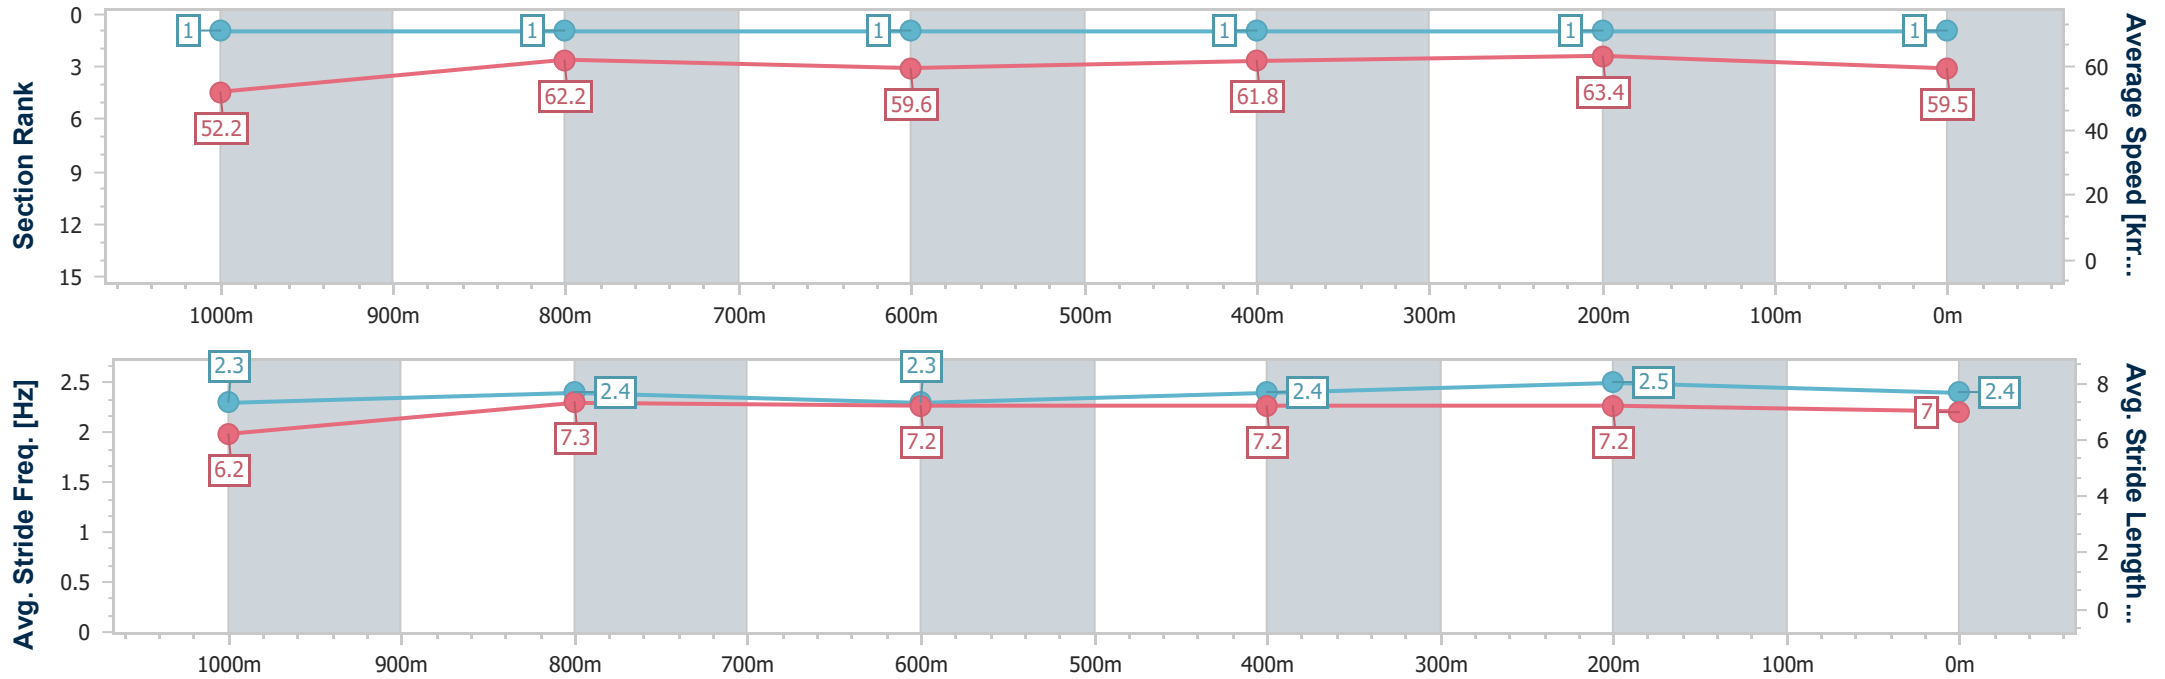 Section Rank
0
3
6
9
12
15
1 1 1 1 1 1
52.2 62.2 59.6 61.8 63.4 59.5
60
40
20
0
Average Speed [km...
1000m 900m 800m 700m 600m 500m 400m 300m 200m 100m 0m
Avg. Stride Freq. [Hz]
2.5
2
1.5
1
0.5
0
2.3 2.4 2.3 2.4 2.5 2.4
6.2 7.3 7.2 7.2 7.2 7
8
6
4
2
0
Avg. Stride Length ...
1000m 900m 800m 700m 600m 500m 400m 300m 200m 100m 0m